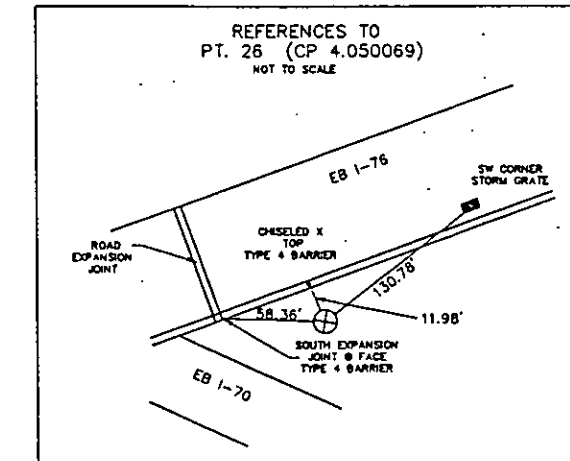 REFERENCES TO
PT. 26 (CP 4.050069)
NOT TO SCALE
EB I-76
SW CORNER
STORM GRATE
ROAD
EXPANSION
JOINT
CHISELED X
TOP
TYPE 4 BARRIER
130.78'
58.36'
11.98'
SOUTH EXPANSION
JOINT @ FACE
TYPE 4 BARRIER
EB I-70